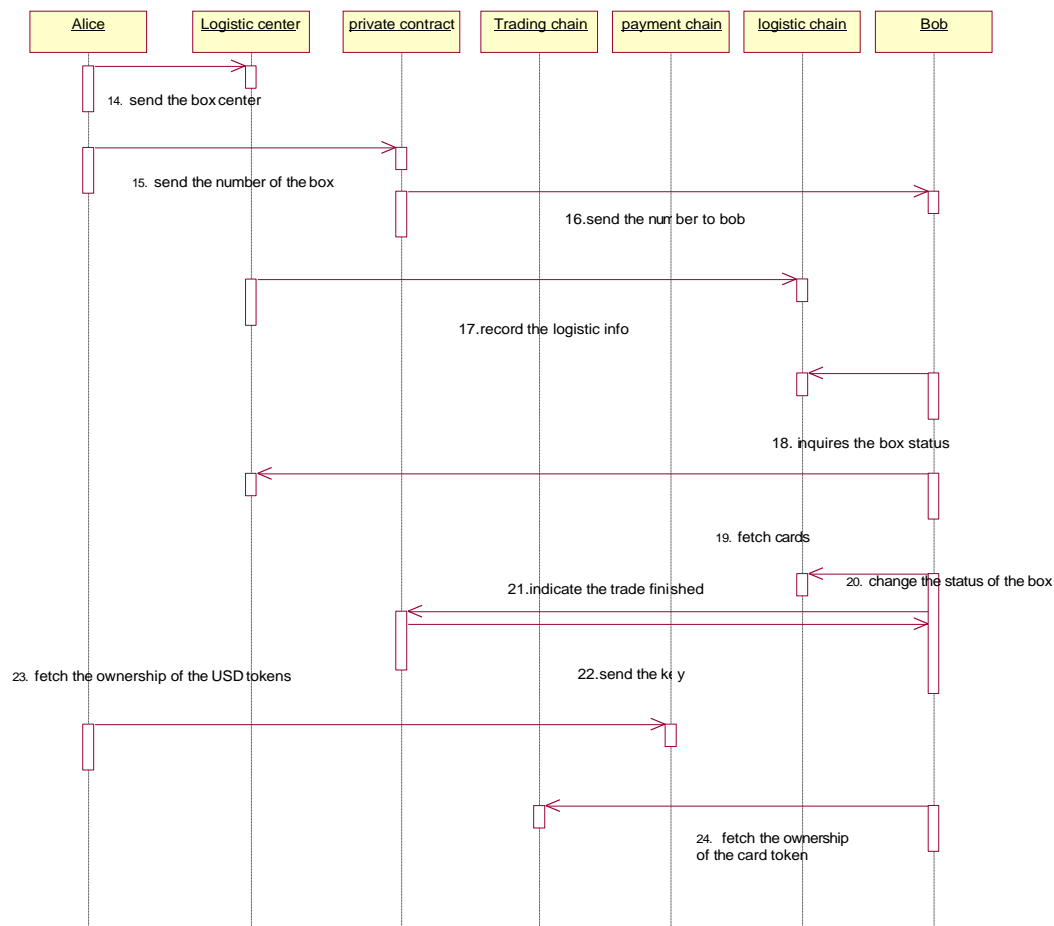 Alice
Logistic center
private contract
Trading chain
payment chain
logistic chain
Bob
14. send the box center
15. send the number of the box
16.send the number to bob
17.record the logistic info
18. inquires the box status
19. fetch cards
20. change the status of the box
21.indicate the trade finished
22.send the key
23. fetch the ownership of the USD tokens
24. fetch the ownership
of the card token